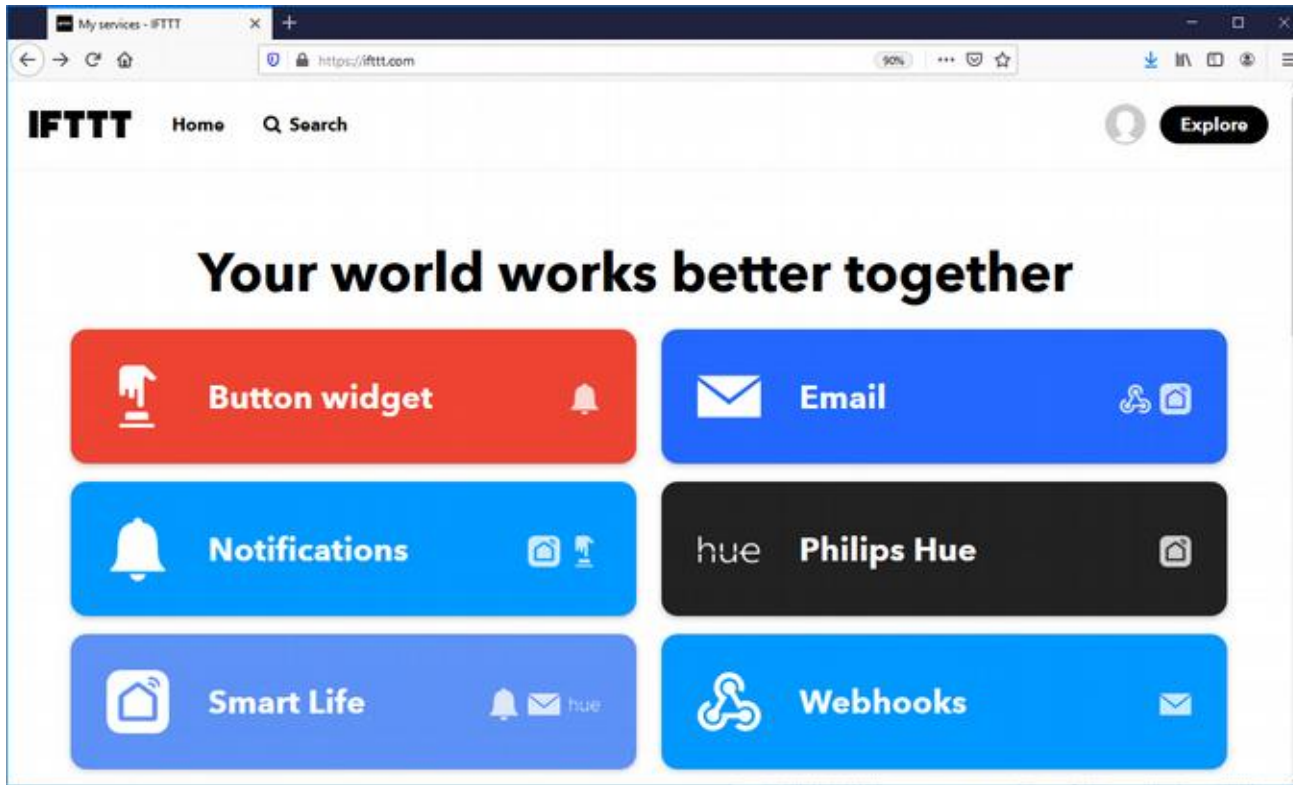 My services - IFTTT
https://ifttt.com
90%
IFTTT Home Search Explore
Your world works better together
Button widget
Email
Notifications
hue Philips Hue
Smart Life hue
Webhooks